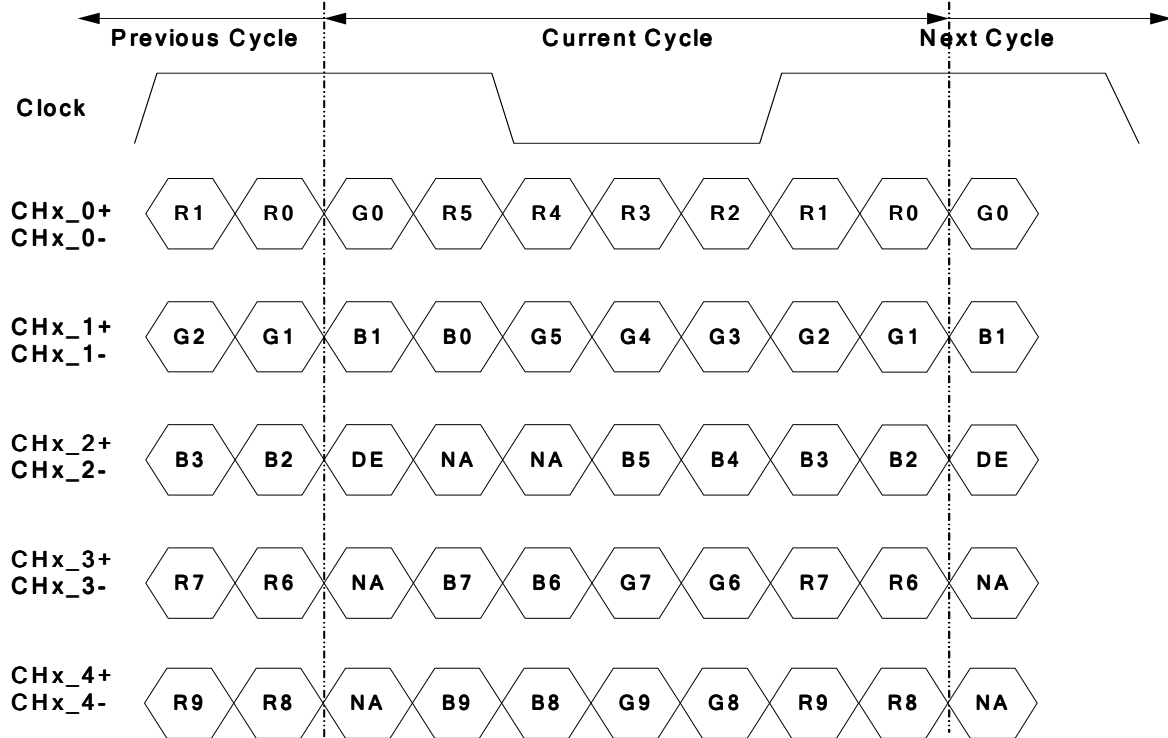 Previous Cycle Current Cycle Next Cycle
Clock
CHx_0+ R1 R0 G0 R5 R4 R3 R2 R1 R0 G0
CHx_0-
CHx_1+ G2 G1 B1 B0 G5 G4 G3 G2 G1 B1
CHx_1-
CHx_2+ B3 B2 DE NA NA B5 B4 B3 B2 DE
CHx_2-
CHx_3+ R7 R6 NA B7 B6 G7 G6 R7 R6 NA
CHx_3-
CHx_4+ R9 R8 NA B9 B8 G9 G8 R9 R8 NA
CHx_4-